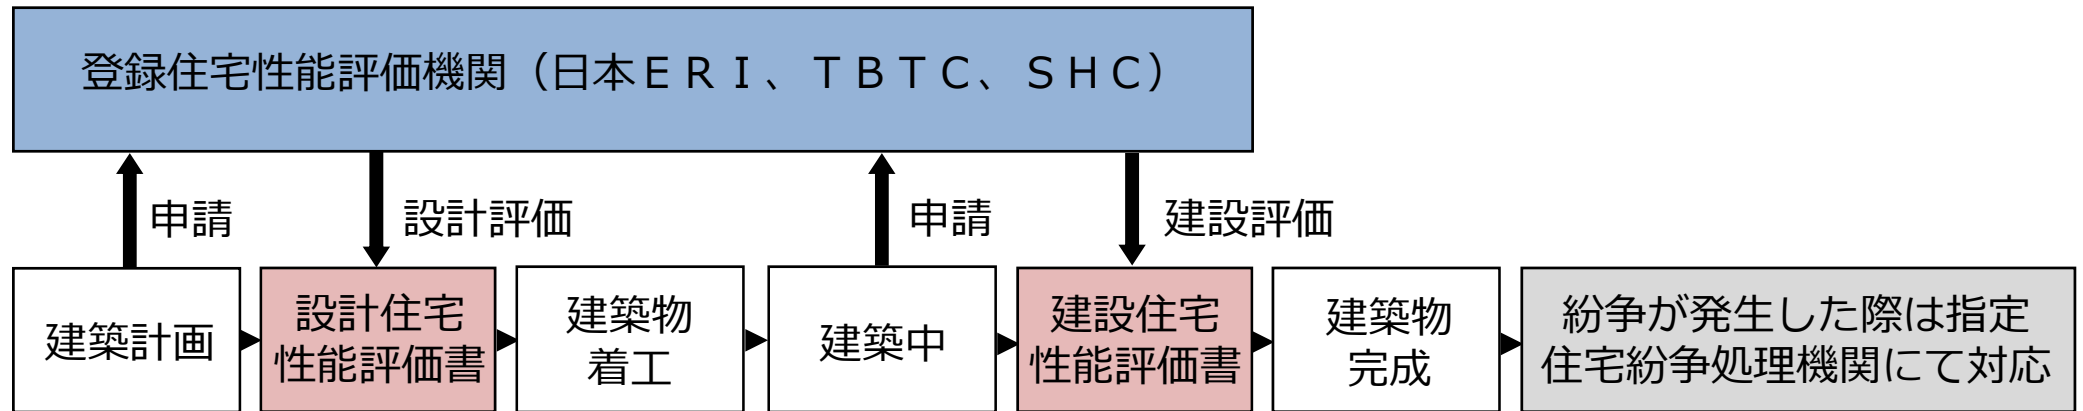 登録住宅性能評価機関（日本ＥＲＩ、ＴＢＴＣ、ＳＨＣ）
申請
設計評価
申請
建設評価
建築計画
設計住宅
性能評価書
建築物
着工
建築中
建設住宅
性能評価書
建築物
完成
紛争が発生した際は指定
住宅紛争処理機関にて対応